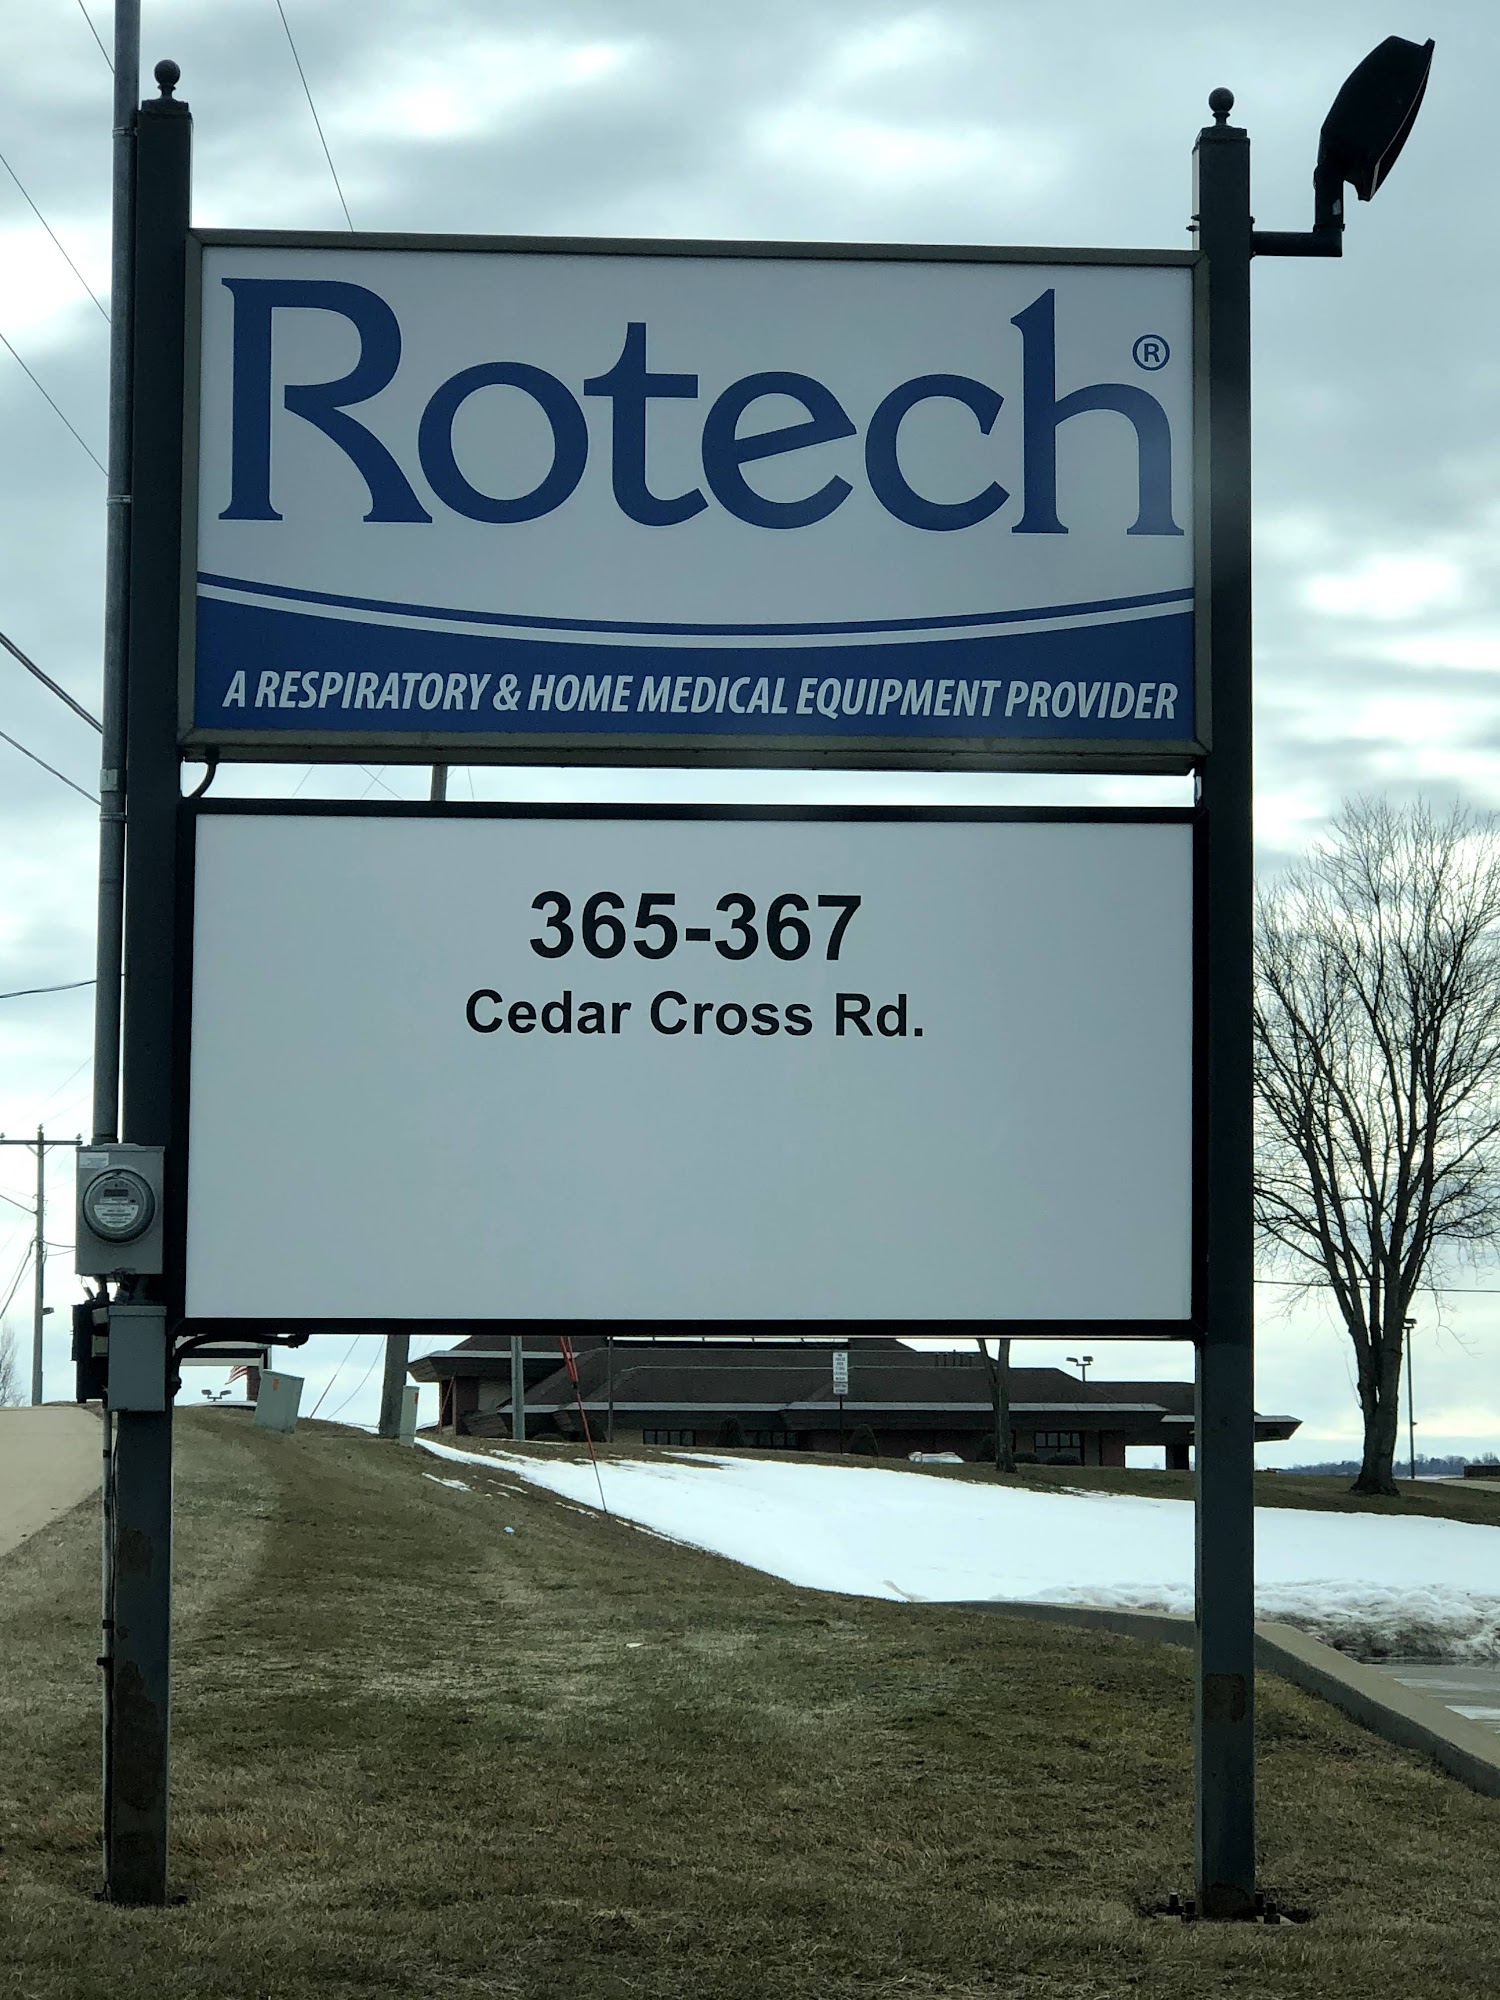 Rotech®
A RESPIRATORY & HOME MEDICAL EQUIPMENT PROVIDER
365-367
Cedar Cross Rd.